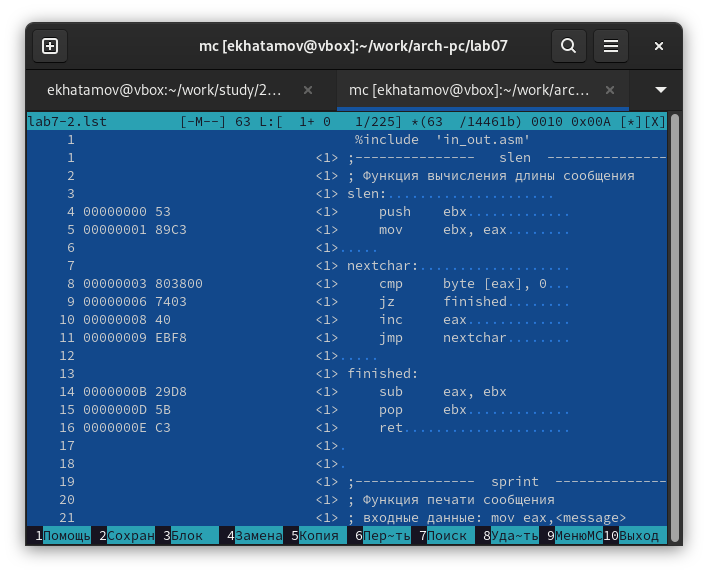 mc [ekhatamov@vbox]:~/work/arch-pc/lab07
ekhatamov@vbox:~/work/study/2... mc [ekhatamov@vbox]:~/work/arc...
lab7-2.lst [-M--] 63 L:[ 1+ 0 1/225] *(63 /14461b) 0010 0x00A [*][X]
1 %include 'in_out.asm'
1 <1> ;--------------- slen ---------------
2 <1> ; Функция вычисления длины сообщения
3 <1> slen:.....................
4 00000000 53 <1> push ebx.............
5 00000001 89C3 <1> mov ebx, eax........
6 <1>.....
7 <1> nextchar:...................
8 00000003 803800 <1> cmp byte [eax], 0...
9 00000006 7403 <1> jz finished........
10 00000008 40 <1> inc eax.............
11 00000009 EBF8 <1> jmp nextchar........
12 <1>.....
13 <1> finished:
14 0000000B 29D8 <1> sub eax, ebx
15 0000000D 5B <1> pop ebx.............
16 0000000E C3 <1> ret.....................
17 <1>.
18 <1>.
19 <1> ;--------------- sprint --------------
20 <1> ; Функция печати сообщения
21 <1> ; входные данные: mov eax,<message>
1Помощь 2Сохран 3Блок 4Замена 5Копия 6Пер~ть 7Поиск 8Уда~ть 9МенюMC 10Выход